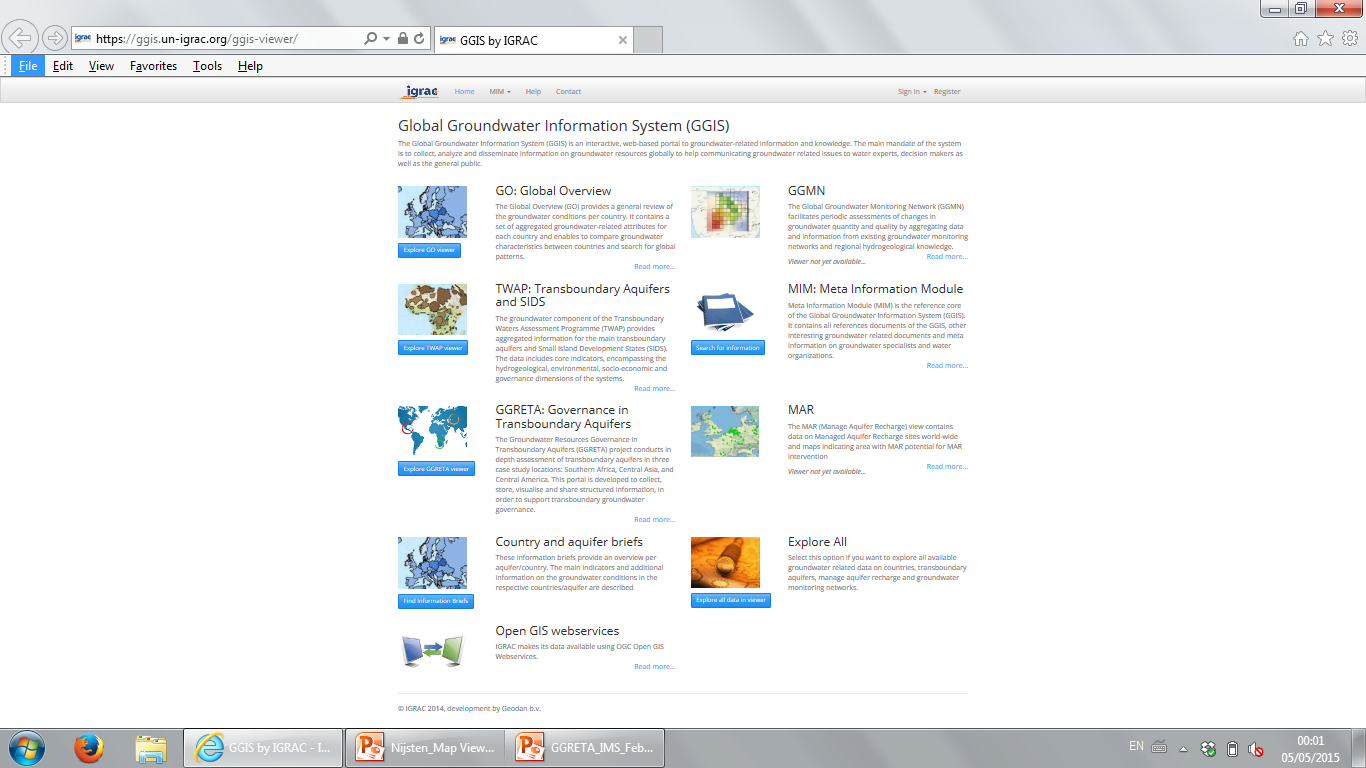 https://ggis.un-igrac.org/ggis-viewer/
GGIS by IGRAC
File Edit View Favorites Tools Help
igrac Home MIM Help Contact Sign in Register
Global Groundwater Information System (GGIS)
The Global Groundwater Information System (GGIS) is an interactive, web-based portal to groundwater-related information and knowledge. The main mandate of the system
is to collect, analyze and disseminate information on groundwater resources globally to help communicating groundwater related issues to water experts, decision makers as
well as the general public.
GO: Global Overview
The Global Overview (GO) provides a general review of
the groundwater conditions per country. It contains a
set of aggregated groundwater-related attributes for
each country and enables to compare groundwater
characteristics between countries and search for global
patterns.
Read more...
Explore GO viewer
GGMN
The Global Groundwater Monitoring Network (GGMN)
facilitates periodic assessments of changes in
groundwater quantity and quality by aggregating data
and information from existing groundwater monitoring
networks and regional hydrogeological knowledge.
Read more...
Viewer not yet available...
TWAP: Transboundary Aquifers
and SIDS
The groundwater component of the Transboundary
Waters Assessment Programme (TWAP) provides
aggregated information for the main transboundary
aquifers and Small Island Development States (SIDS).
The data includes core indicators, encompassing the
hydrogeological, environmental, socio-economic and
governance dimensions of the systems.
Read more...
Explore TWAP viewer
MIM: Meta Information Module
Meta Information Module (MIM) is the reference core
of the Global Groundwater Information System (GGIS).
It contains all references documents of the GGIS, other
interesting groundwater related documents and meta
information on groundwater specialists and water
organizations.
Read more...
Search for information
GGRETA: Governance in
Transboundary Aquifers
The Groundwater Resources Governance in
Transboundary Aquifers (GGRETA) project conducts in
depth assessment of transboundary aquifers in three
case study locations: Southern Africa, Central Asia, and
Central America. This portal is developed to collect,
store, visualise and share structured information, in
order to support transboundary groundwater
governance.
Read more...
Explore GGRETA viewer
MAR
The MAR (Manage Aquifer Recharge) view contains
data on Managed Aquifer Recharge sites world-wide
and maps indicating area with MAR potential for MAR
intervention
Read more...
Viewer not yet available...
Country and aquifer briefs
These information briefs provide an overview per
aquifer/country. The main indicators and additional
information on the groundwater conditions in the
respective countries/aquifer are described
Find Information Briefs
Explore All
Select this option if you want to explore all available
groundwater related data on countries, transboundary
aquifers, manage aquifer recharge and groundwater
monitoring networks.
Explore all data in viewer
Open GIS webservices
IGRAC makes its data available using OGC Open GIS
Webservices.
Read more...
© IGRAC 2014, development by Geodan b.v.
GGIS by IGRAC - I... Nijsten_Map View... GGRETA_IMS_Feb... EN 00:01
05/05/2015